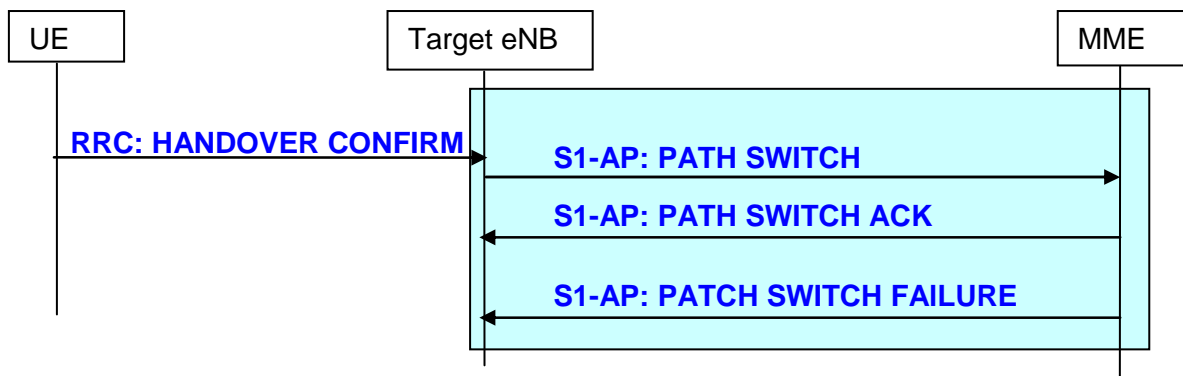 UE
Target eNB
MME
RRC: HANDOVER CONFIRM
S1-AP: PATH SWITCH
S1-AP: PATH SWITCH ACK
S1-AP: PATCH SWITCH FAILURE